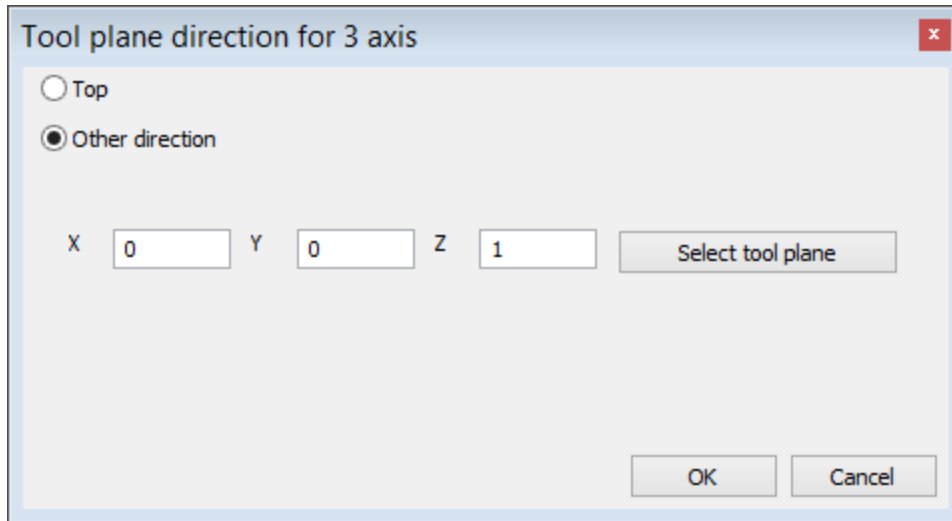 Tool plane direction for 3 axis
x
Top
Other direction
X 0 Y 0 Z 1 Select tool plane
OK Cancel